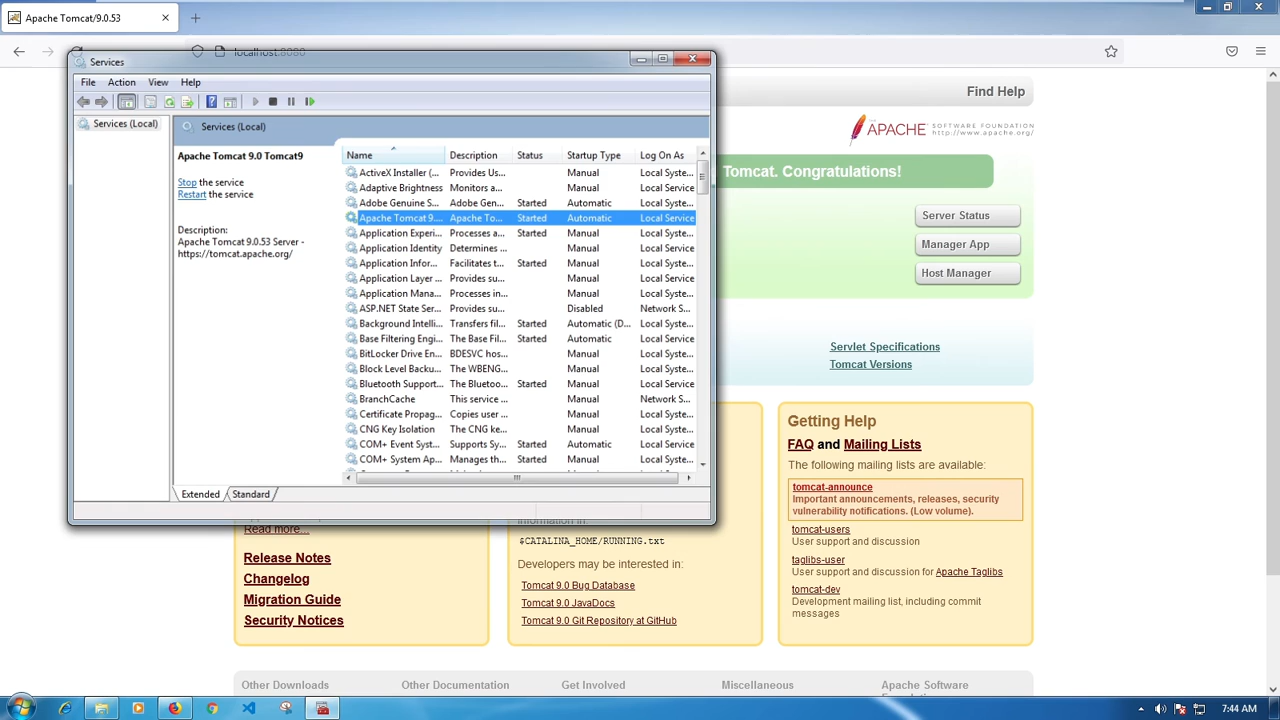 Apache Tomcat/9.0.53
localhost:8080
Services
File Action View Help
Services (Local)
Services (Local)
Apache Tomcat 9.0 Tomcat9
Stop the service
Restart the service
Description:
Apache Tomcat 9.0.53 Server -
https://tomcat.apache.org/
Name Description Status Startup Type Log On As
ActiveX Installer (... Provides Us... Manual Local Syste...
Adaptive Brightness Monitors a... Manual Local Syste...
Adobe Genuine S... Adobe Gen... Started Automatic Local Syste...
Apache Tomcat 9.... Apache To... Started Automatic Local Service
Application Experi... Processes a... Started Manual Local Syste...
Application Identity Determines ... Manual Local Service
Application Infor... Facilitates t... Started Manual Local Syste...
Application Layer ... Provides su... Manual Local Service
Application Mana... Processes in... Manual Local Syste...
ASP.NET State Ser... Provides su... Disabled Network S...
Background Intelli... Transfers fil... Started Automatic (D... Local Syste...
Base Filtering Engi... The Base Fil... Started Automatic Local Service
BitLocker Drive En... BDESVC hos... Manual Local Syste...
Block Level Backu... The WBENG... Manual Local Syste...
Bluetooth Support... The Bluetoo... Started Manual Local Service
BranchCache This service ... Manual Network S...
Certificate Propag... Copies user ... Manual Local Syste...
CNG Key Isolation The CNG ke... Manual Local Syste...
COM+ Event Syst... Supports Sy... Started Automatic Local Service
COM+ System Ap... Manages th... Started Manual Local Syste...
Extended Standard
Find Help
APACHE SOFTWARE FOUNDATION
http://www.apache.org/
Tomcat. Congratulations!
Server Status
Manager App
Host Manager
Servlet Specifications
Tomcat Versions
Read more...
Release Notes
Changelog
Migration Guide
Security Notices
$CATALINA_HOME/RUNNING.txt
Developers may be interested in:
Tomcat 9.0 Bug Database
Tomcat 9.0 JavaDocs
Tomcat 9.0 Git Repository at GitHub
Getting Help
FAQ and Mailing Lists
The following mailing lists are available:
tomcat-announce
Important announcements, releases, security
vulnerability notifications. (Low volume).
tomcat-users
User support and discussion
taglibs-user
User support and discussion for Apache Taglibs
tomcat-dev
Development mailing list, including commit
messages
Other Downloads Other Documentation Get Involved Miscellaneous Apache Software
7:44 AM